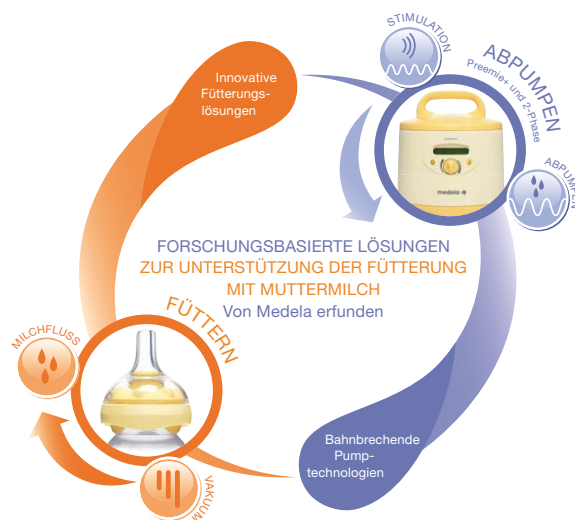 STIMULATION
ABPUMPEN
Preemie+ und 2-Phase
ABPUMPEN
Innovative
Fütterungs-
lösungen
medela
FORSCHUNGSBASIERTE LÖSUNGEN
ZUR UNTERSTÜTZUNG DER FÜTTERUNG
MIT MUTTERMILCH
Von Medela erfunden
FÜTTERN
MILCHFLUSS
VAKUUM
Bahnbrechende
Pump-
technologien